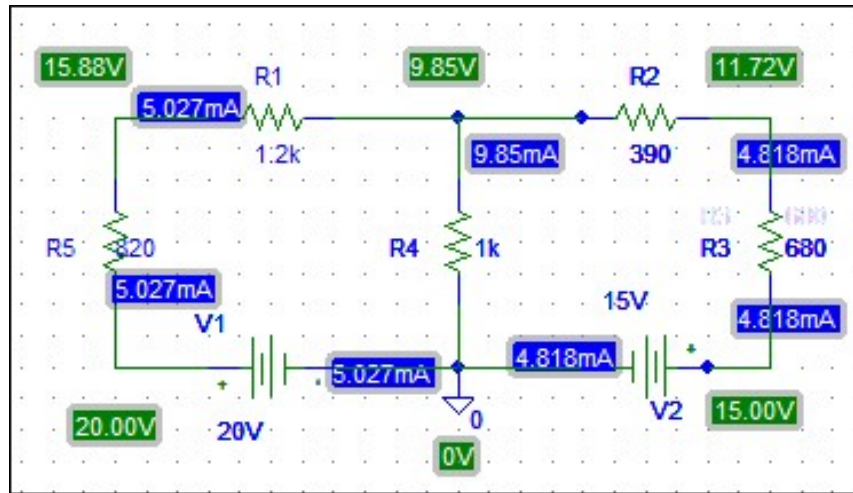 15.88V
9.85V
11.72V
R1
R2
5.027mA
1.2k
9.85mA
390
4.818mA
R3 680
R5 820
R4 1k
R3 680
5.027mA
15V
V1
4.818mA
4.818mA
5.027mA
20.00V
20V
0
V2
15.00V
0V